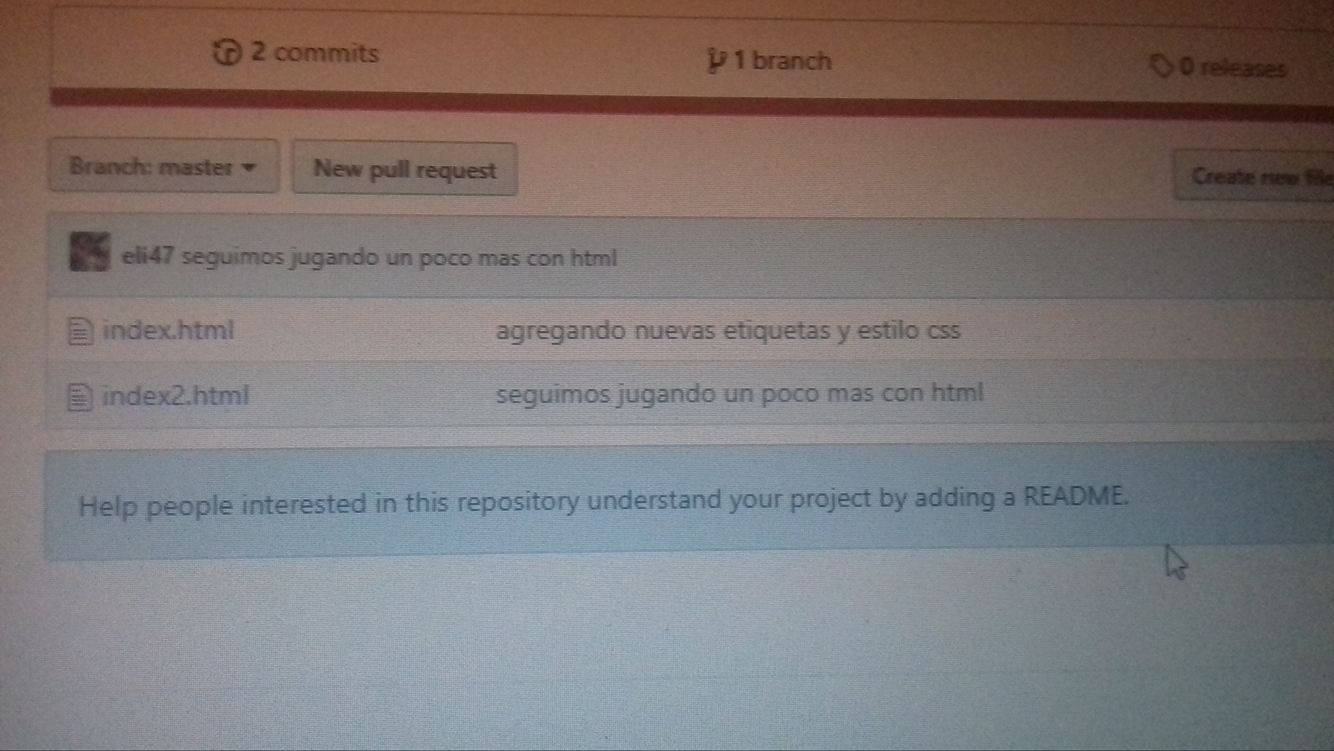 2 commits
1 branch
0 releases
Branch: master
New pull request
Create new file
eli47 seguimos jugando un poco mas con html
index.html agregando nuevas etiquetas y estilo css
index2.html seguimos jugando un poco mas con html
Help people interested in this repository understand your project by adding a README.